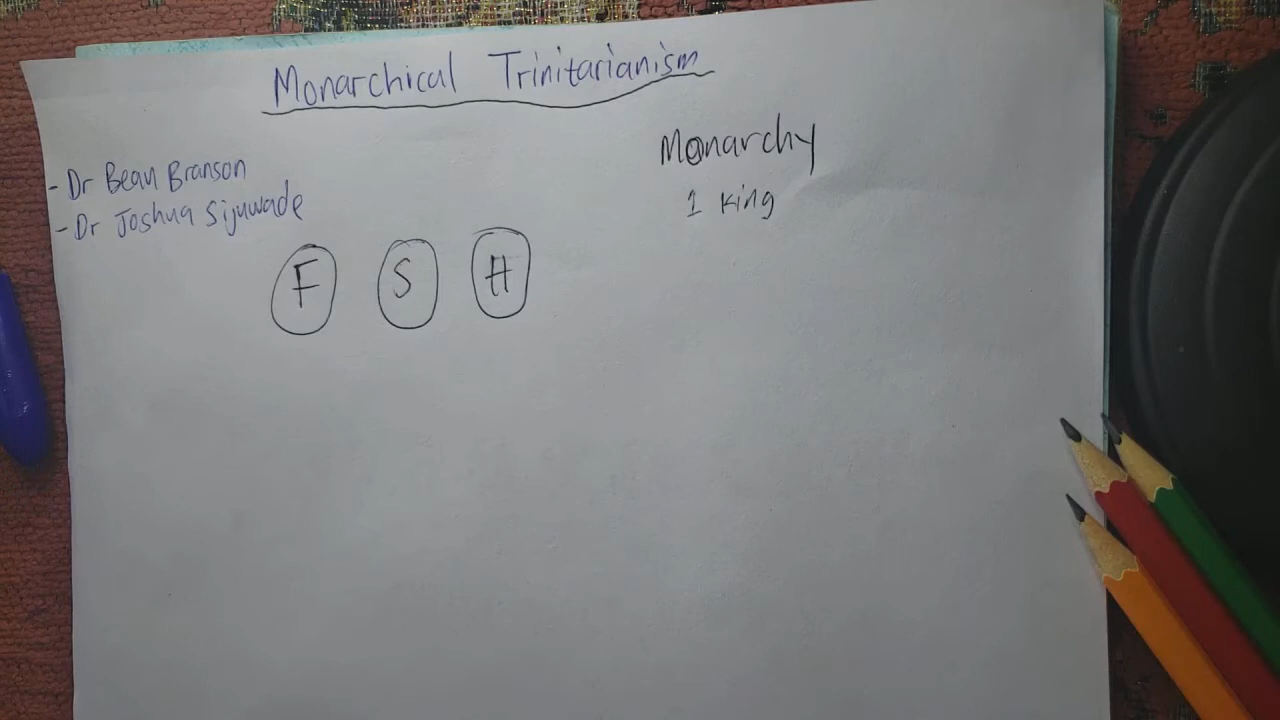 Monarchical Trinitarianism
Monarchy
1 King
- Dr Beau Branson
- Dr Joshua Sijuwade
F S H